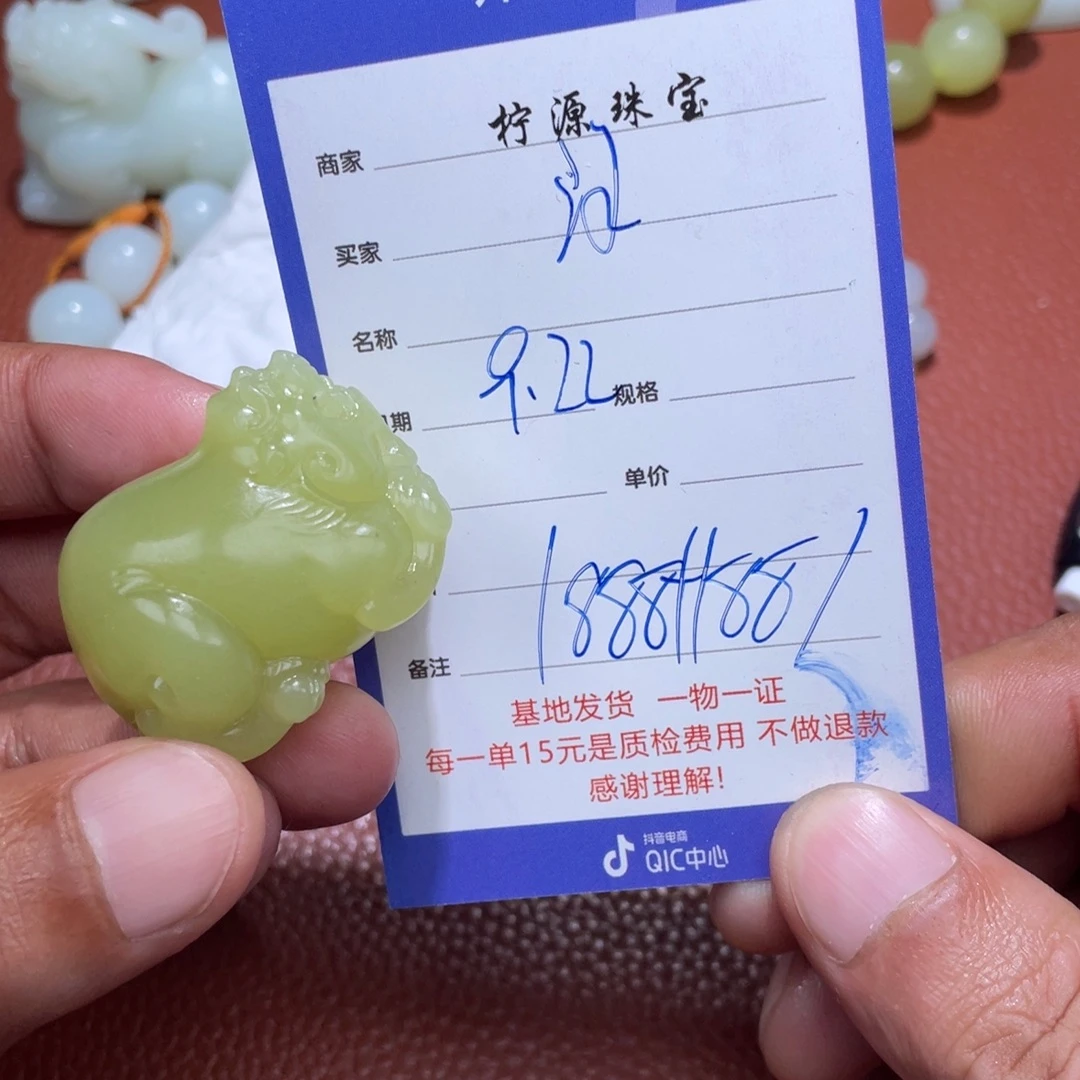 商家 柠源珠宝
买家
名称
期 9.22 规格
单价
备注
基地发货 一物一证
每一单15元是质检费用 不做退款
感谢理解!
抖音电商
QIC中心